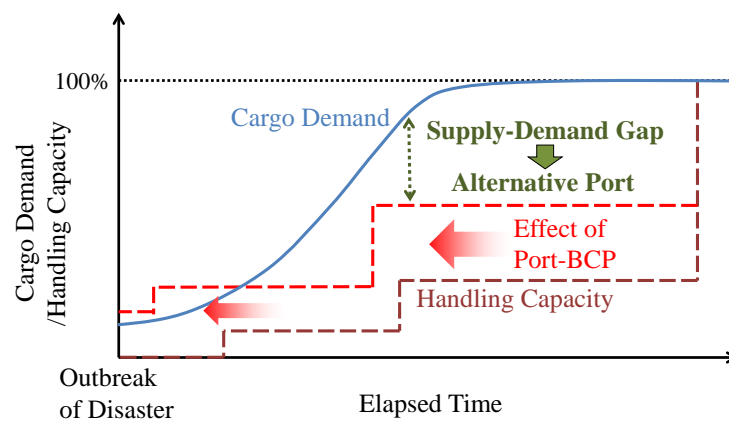 100%
Cargo Demand
Supply-Demand Gap
Alternative Port
Effect of
Port-BCP
Handling Capacity
Cargo Demand
/Handling Capacity
Outbreak
of Disaster
Elapsed Time